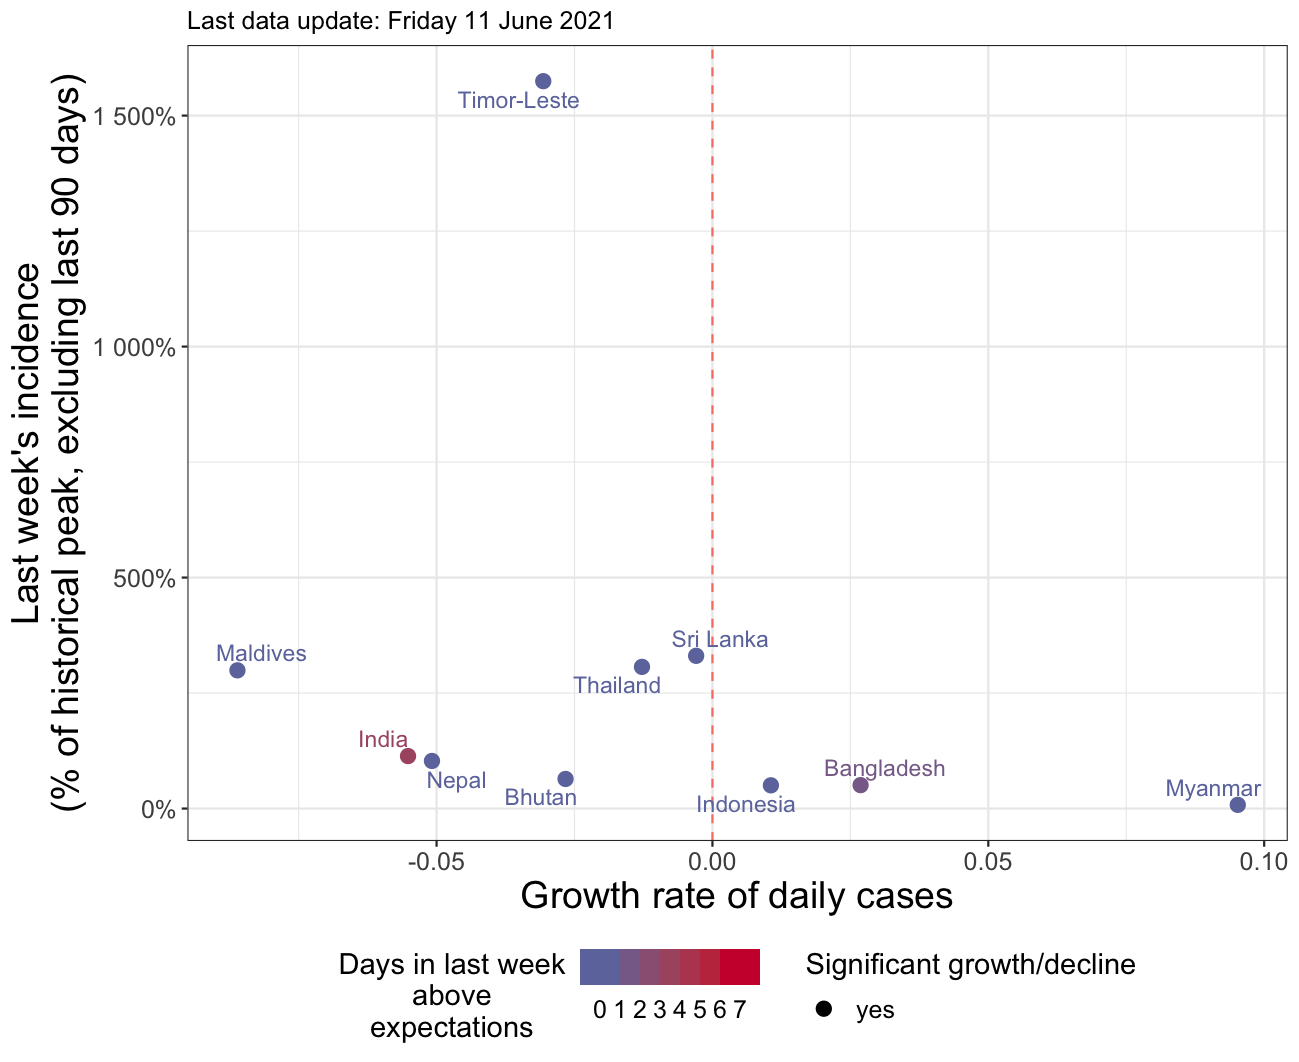 Last data update: Friday 11 June 2021
Last week's incidence
(% of historical peak, excluding last 90 days)
1 500%
1 000%
500%
0%
Timor-Leste
Sri Lanka
Maldives
Thailand
India
Nepal
Bhutan
Bangladesh
Indonesia
Myanmar
-0.05
0.00
0.05
0.10
Growth rate of daily cases
Days in last week
above
expectations
0 1 2 3 4 5 6 7
Significant growth/decline
yes